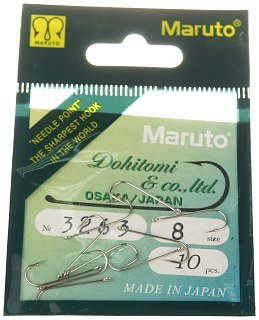 MARUTO
Maruto®
"NEEDLE POINT"
THE SHARPEST HOOK
IN THE WORLD
Maruto®
Dohitomi
& co., ltd.
OSAKA/JAPAN
№ 3263 8 size
10 pcs.
MADE IN JAPAN